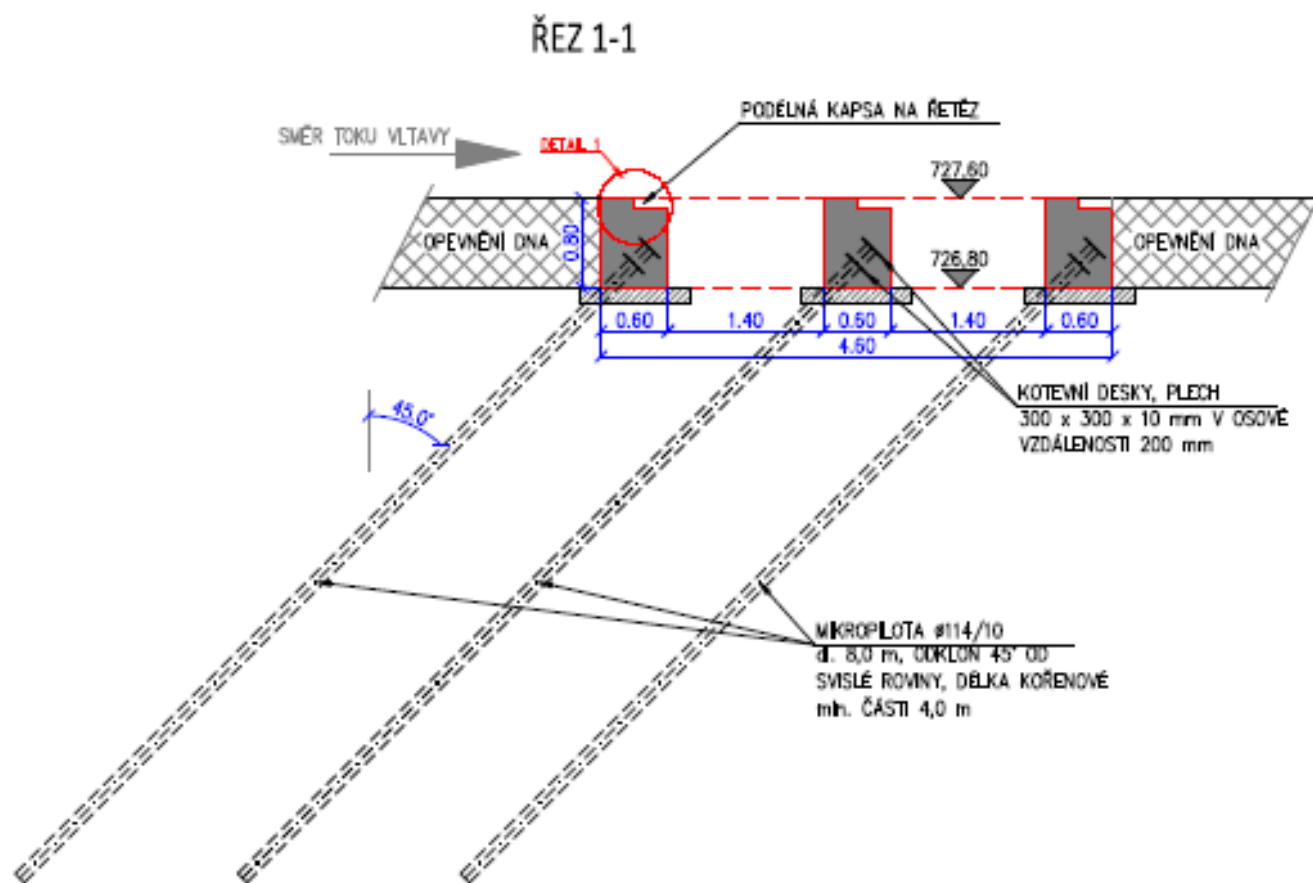 ŘEZ 1-1
PODÉLNÁ KAPSA NA ŘETĚZ
SMĚR TOKU VLTAVY
DETAIL 1
727,60
OPEVNĚNÍ DNA
0.80
726,80
OPEVNĚNÍ DNA
0.60
1.40
0.60
1.40
0.60
4.60
45.0°
KOTEVNÍ DESKY, PLECH
300 x 300 x 10 mm V OSOVÉ
VZDÁLENOSTI 200 mm
MIKROPILOTA ø114/10
dl. 8,0 m, ODKLON 45° OD
SVISLÉ ROVINY, DÉLKA KOŘENOVÉ
min. ČÁSTI 4,0 m